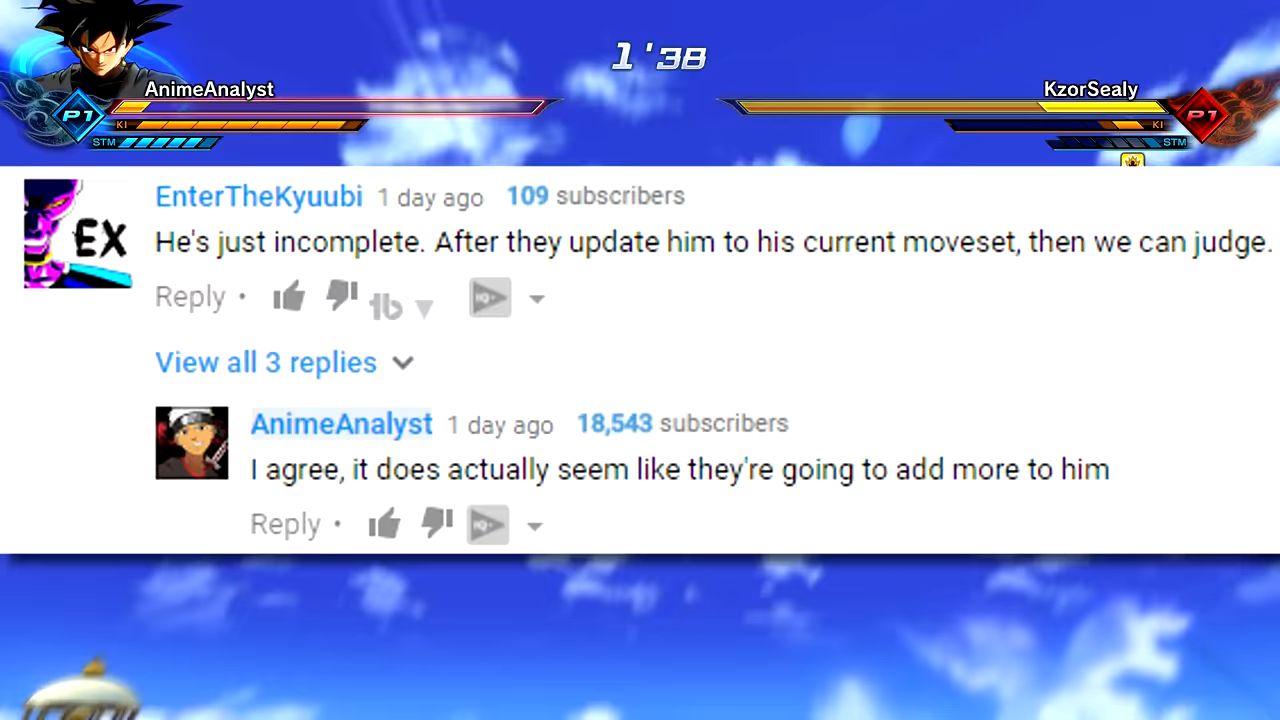 1'38
AnimeAnalyst
KzorSealy
P1
P1
KI
KI
STM
STM
EnterTheKyuubi 1 day ago 109 subscribers
EX
He's just incomplete. After they update him to his current moveset, then we can judge.
Reply •
IQ+
View all 3 replies
AnimeAnalyst 1 day ago 18,543 subscribers
I agree, it does actually seem like they're going to add more to him
Reply •
IQ+